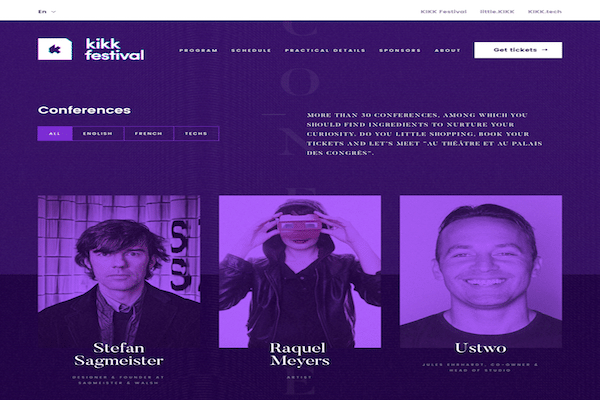 En
KIKK Festival little.KIKK KIKK.tech
kikk
festival
PROGRAM SCHEDULE PRACTICAL DETAILS SPONSORS ABOUT Get tickets →
Conferences
ALL ENGLISH FRENCH TECHS
MORE THAN 30 CONFERENCES, AMONG WHICH YOU
SHOULD FIND INGREDIENTS TO NURTURE YOUR
CURIOSITY. DO YOU LITTLE SHOPPING, BOOK YOUR
TICKETS AND LET'S MEET "AU THÉÂTRE ET AU PALAIS
DES CONGRÈS".
Stefan
Sagmeister
DESIGNER & FOUNDER AT
SAGMEISTER & WALSH
Raquel
Meyers
ARTIST
Ustwo
JULES EHRHARDT, CO-OWNER &
HEAD OF STUDIO